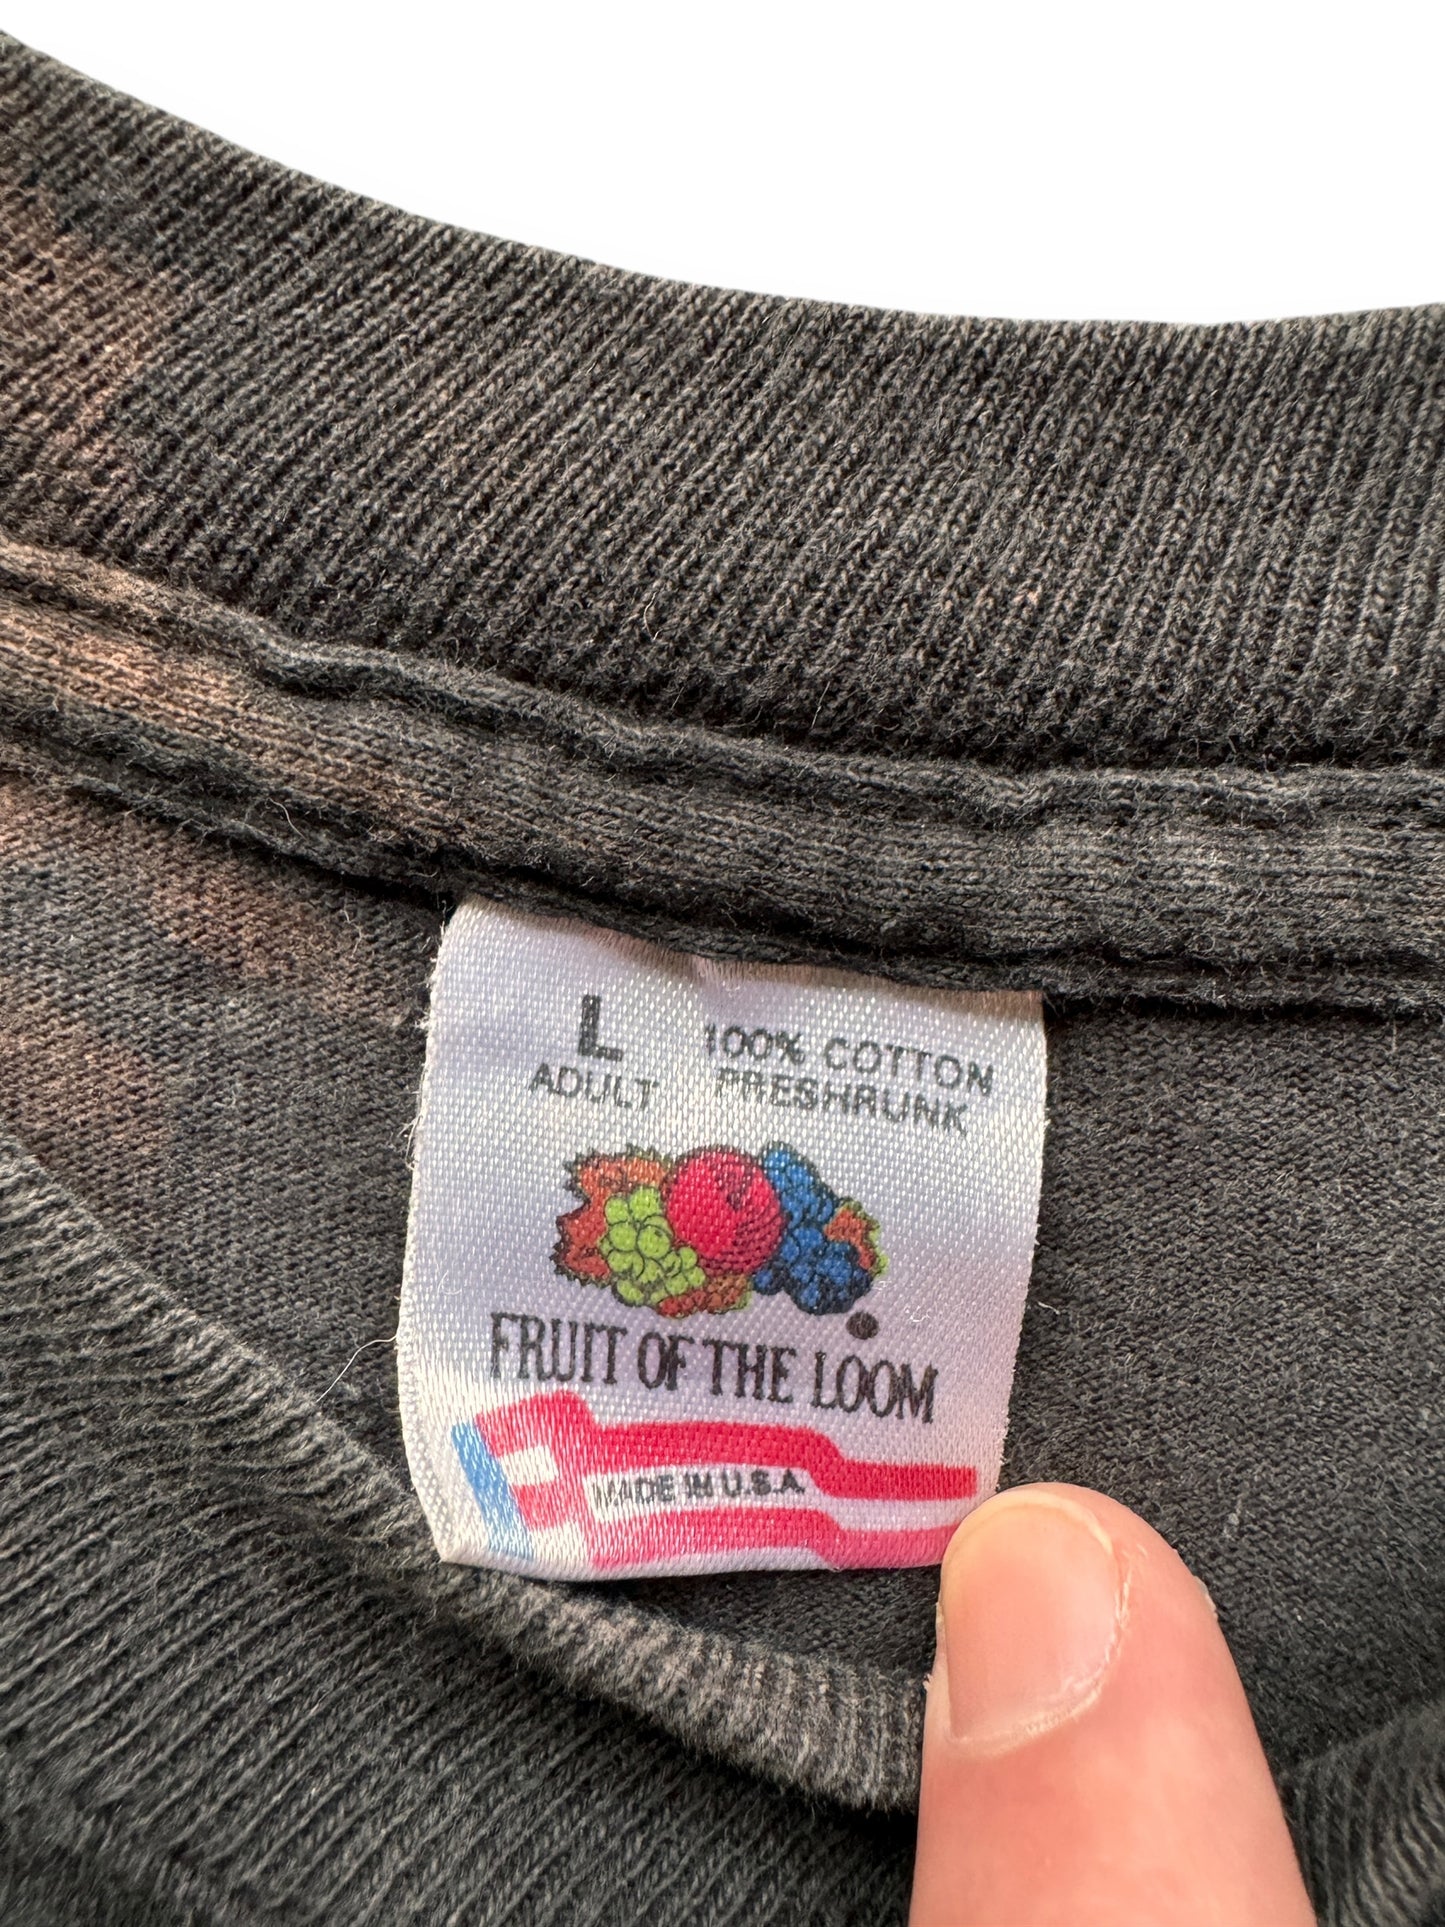 L 100% COTTON
ADULT PRESHRUNK
FRUIT OF THE LOOM
MADE IN U.S.A.